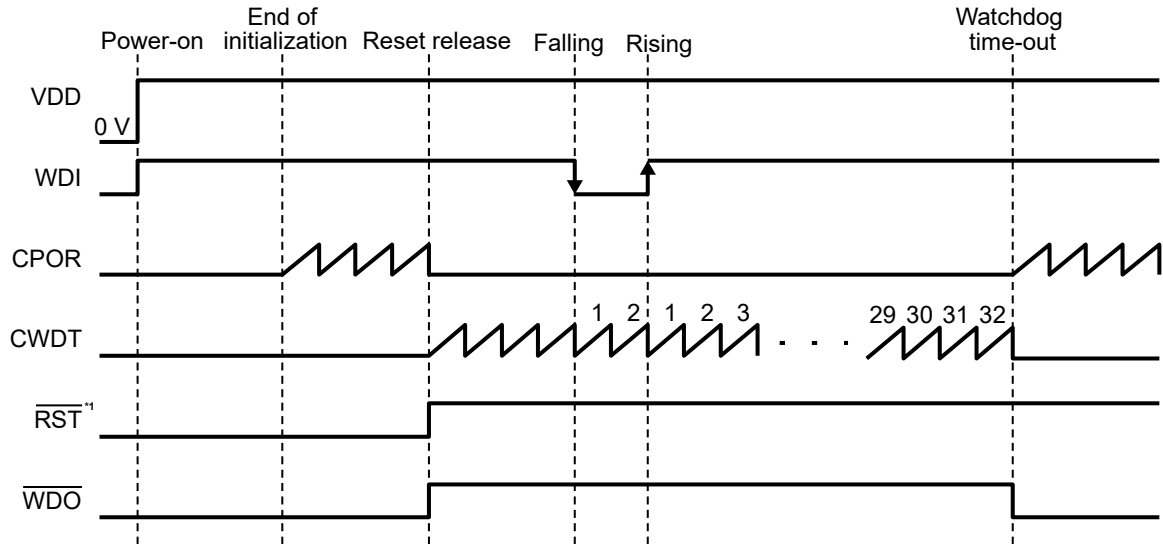 End of
Power-on initialization Reset release Falling Rising
Watchdog
time-out
VDD
0 V
WDI
CPOR
CWDT
1 2 1 2 3 · · · 29 30 31 32
RST*1
WDO